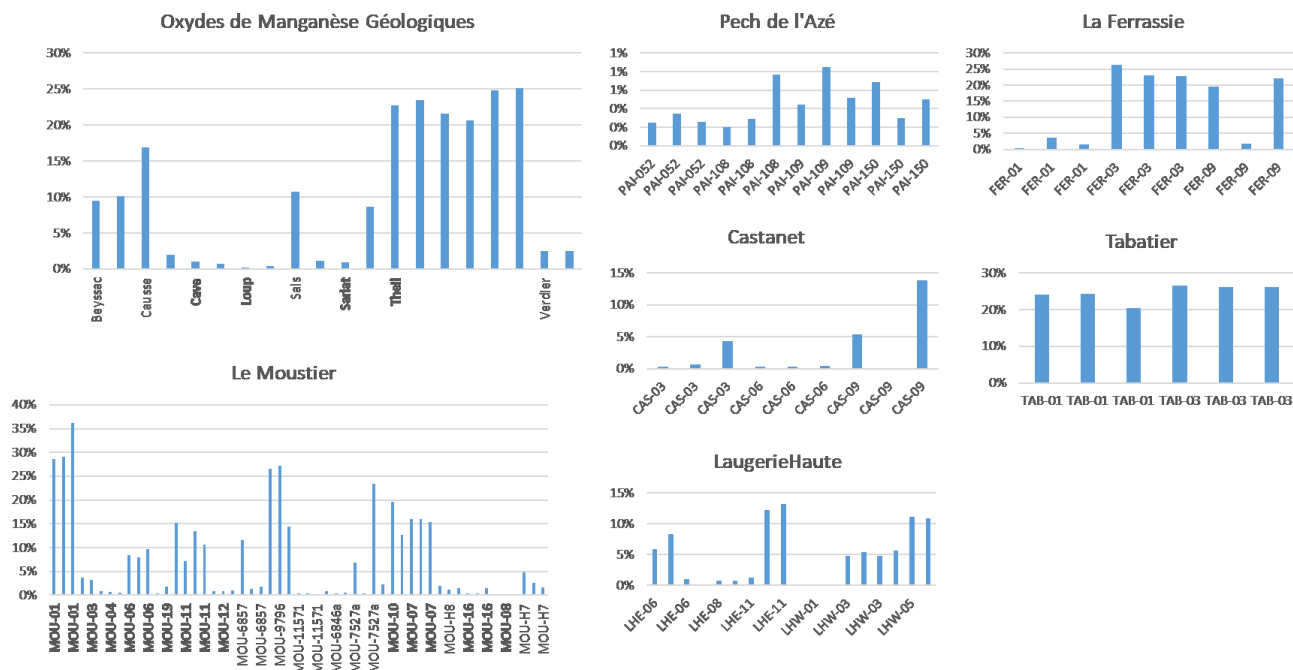 Oxydes de Manganèse Géologiques
30%
25%
20%
15%
10%
5%
0%
Beyssac
Causse
Cave
Loup
Sals
Sarlat
Theil
Verdier
Pech de l'Azé
1%
1%
1%
0%
0%
0%
PAI-052
PAI-052
PAI-052
PAI-108
PAI-108
PAI-108
PAI-109
PAI-109
PAI-109
PAI-150
PAI-150
PAI-150
La Ferrassie
30%
25%
20%
15%
10%
5%
0%
FER-01
FER-01
FER-01
FER-03
FER-03
FER-03
FER-09
FER-09
FER-09
Castanet
15%
10%
5%
0%
CAS-03
CAS-03
CAS-03
CAS-06
CAS-06
CAS-06
CAS-09
CAS-09
CAS-09
Tabatier
30%
20%
10%
0%
TAB-01 TAB-01 TAB-01 TAB-03 TAB-03 TAB-03
Le Moustier
40%
35%
30%
25%
20%
15%
10%
5%
0%
MOU-01
MOU-01
MOU-03
MOU-04
MOU-06
MOU-06
MOU-19
MOU-11
MOU-11
MOU-12
MOU-6857
MOU-6857
MOU-9796
MOU-11571
MOU-11571
MOU-6846a
MOU-7527a
MOU-7527a
MOU-10
MOU-07
MOU-07
MOU-H8
MOU-16
MOU-16
MOU-08
MOU-H7
MOU-H7
LaugerieHaute
15%
10%
5%
0%
LHE-06
LHE-06
LHE-08
LHE-11
LHE-11
LHW-01
LHW-03
LHW-03
LHW-05